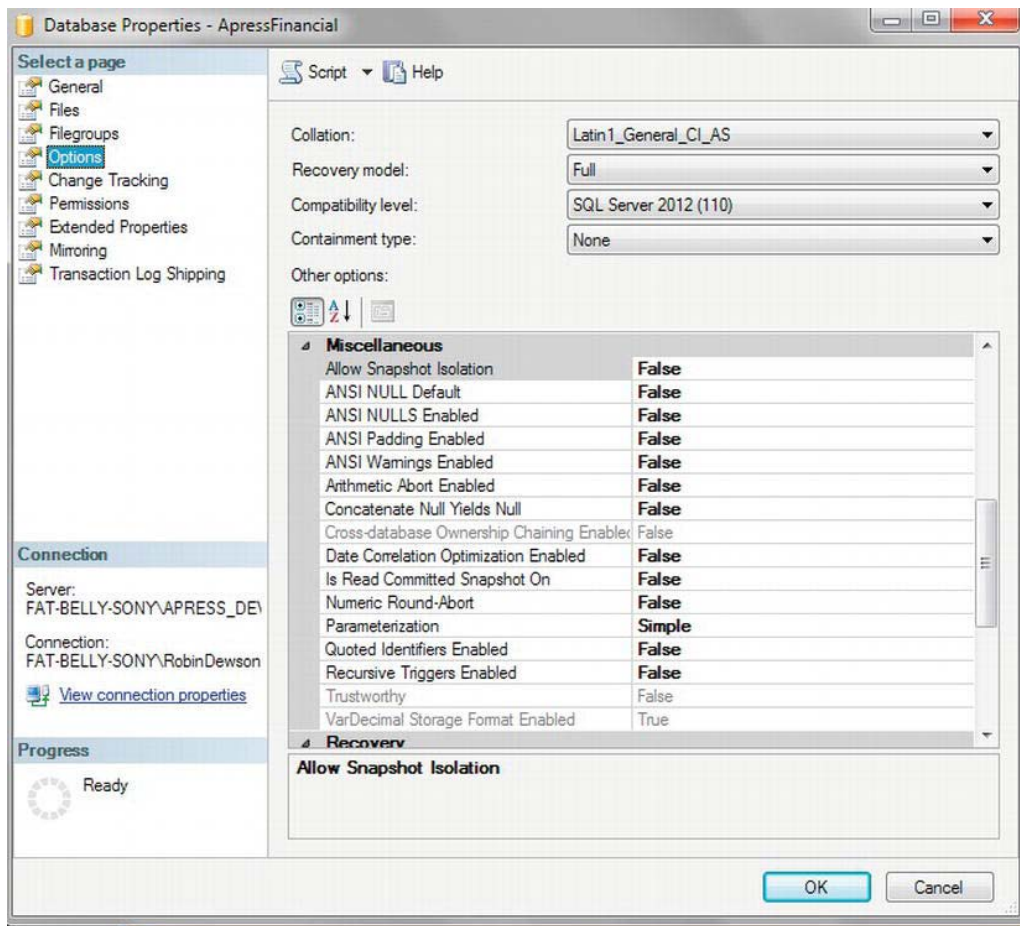 Database Properties - ApressFinancial
Select a page
General
Files
Filegroups
Options
Change Tracking
Permissions
Extended Properties
Mirroring
Transaction Log Shipping
Connection
Server:
FAT-BELLY-SONY\APRESS_DEV
Connection:
FAT-BELLY-SONY\RobinDewson
View connection properties
Progress
Ready
Script Help
Collation: Latin1_General_CI_AS
Recovery model: Full
Compatibility level: SQL Server 2012 (110)
Containment type: None
Other options:
Miscellaneous
Allow Snapshot Isolation False
ANSI NULL Default False
ANSI NULLS Enabled False
ANSI Padding Enabled False
ANSI Warnings Enabled False
Arithmetic Abort Enabled False
Concatenate Null Yields Null False
Cross-database Ownership Chaining Enabled False
Date Correlation Optimization Enabled False
Is Read Committed Snapshot On False
Numeric Round-Abort False
Parameterization Simple
Quoted Identifiers Enabled False
Recursive Triggers Enabled False
Trustworthy False
VarDecimal Storage Format Enabled True
Recovery
Allow Snapshot Isolation
OK Cancel